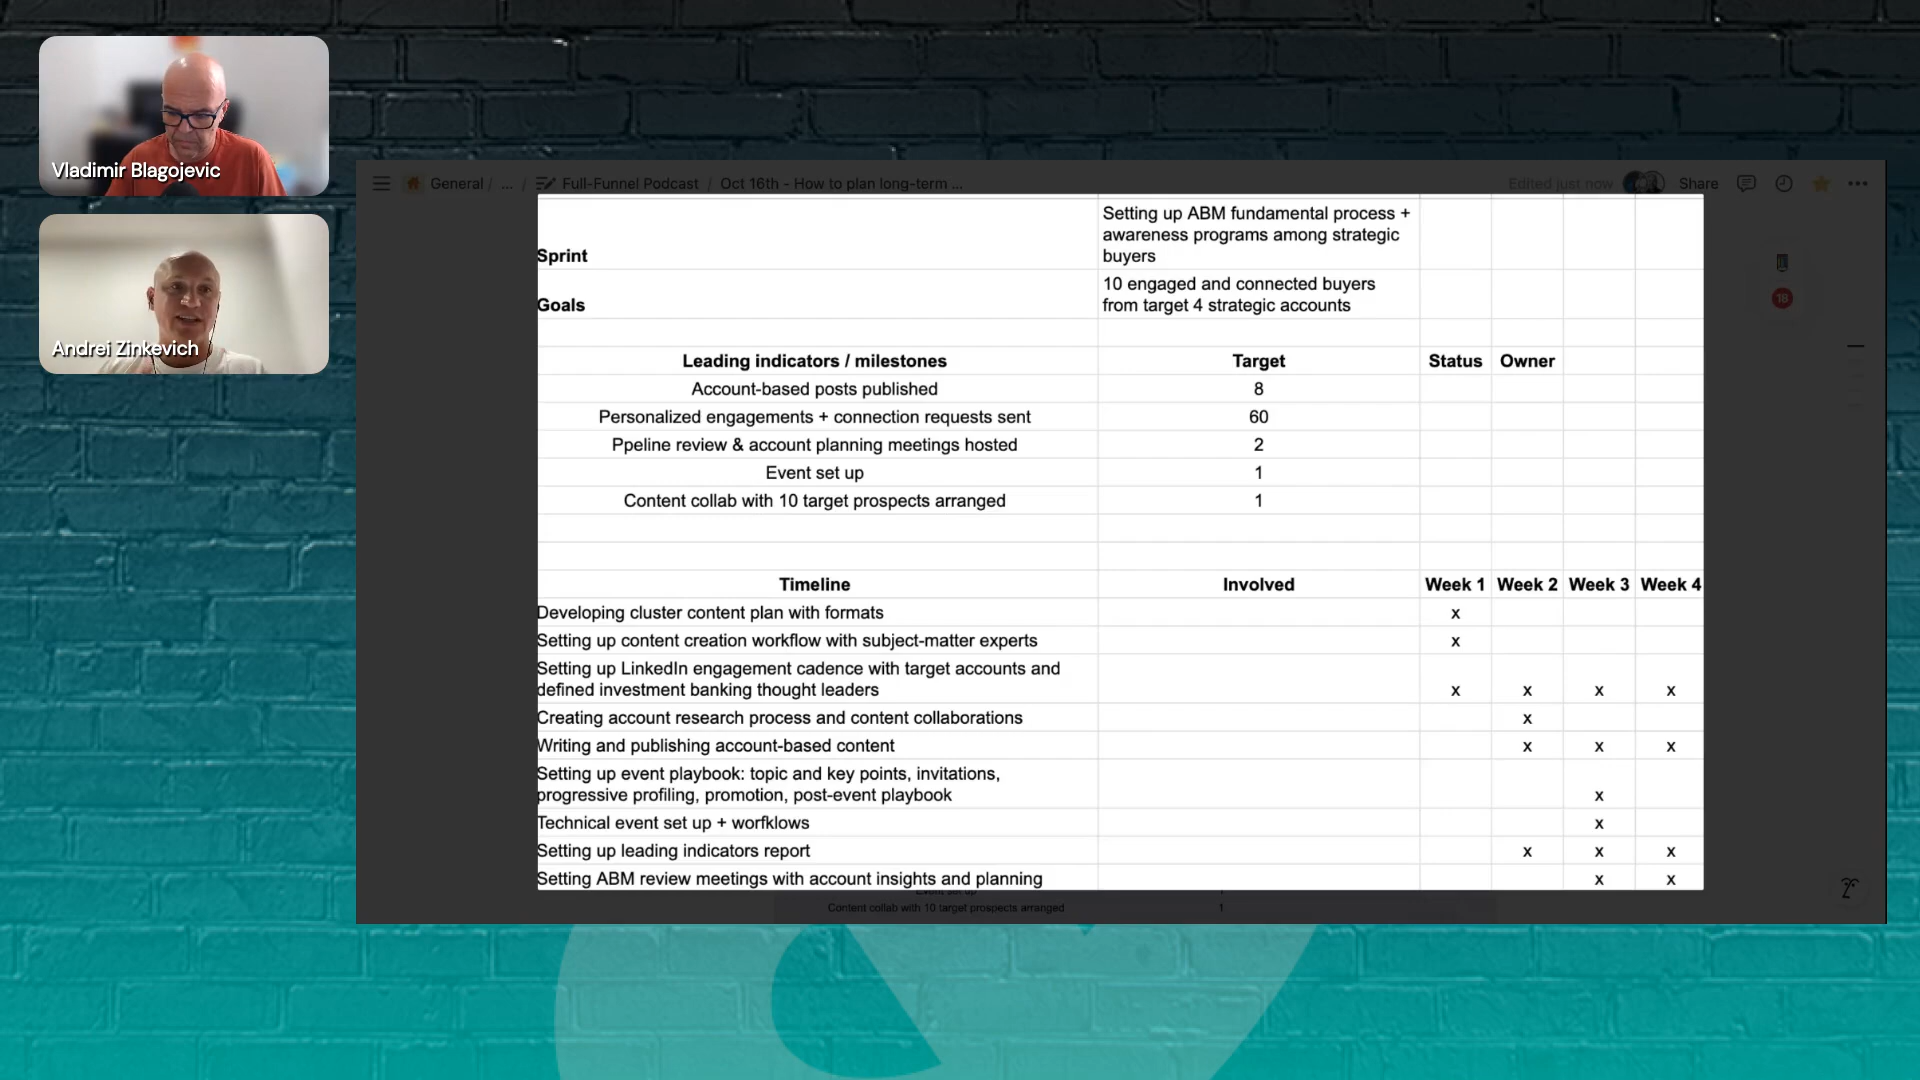 Vladimir Blagojevic
Andrei Zinkevich
General / ... / Full-Funnel Podcast / Oct 16th - How to plan long-term ...
Edited just now Share
18
Sprint
Setting up ABM fundamental process +
awareness programs among strategic
buyers
Goals
10 engaged and connected buyers
from target 4 strategic accounts
Leading indicators / milestones Target Status Owner
Account-based posts published 8
Personalized engagements + connection requests sent 60
Ppeline review & account planning meetings hosted 2
Event set up 1
Content collab with 10 target prospects arranged 1
Timeline Involved Week 1 Week 2 Week 3 Week 4
Developing cluster content plan with formats x
Setting up content creation workflow with subject-matter experts x
Setting up LinkedIn engagement cadence with target accounts and
defined investment banking thought leaders x x x x
Creating account research process and content collaborations x
Writing and publishing account-based content x x x
Setting up event playbook: topic and key points, invitations,
progressive profiling, promotion, post-event playbook x
Technical event set up + worfklows x
Setting up leading indicators report x x x
Setting ABM review meetings with account insights and planning x x
Event set up 1
Content collab with 10 target prospects arranged 1